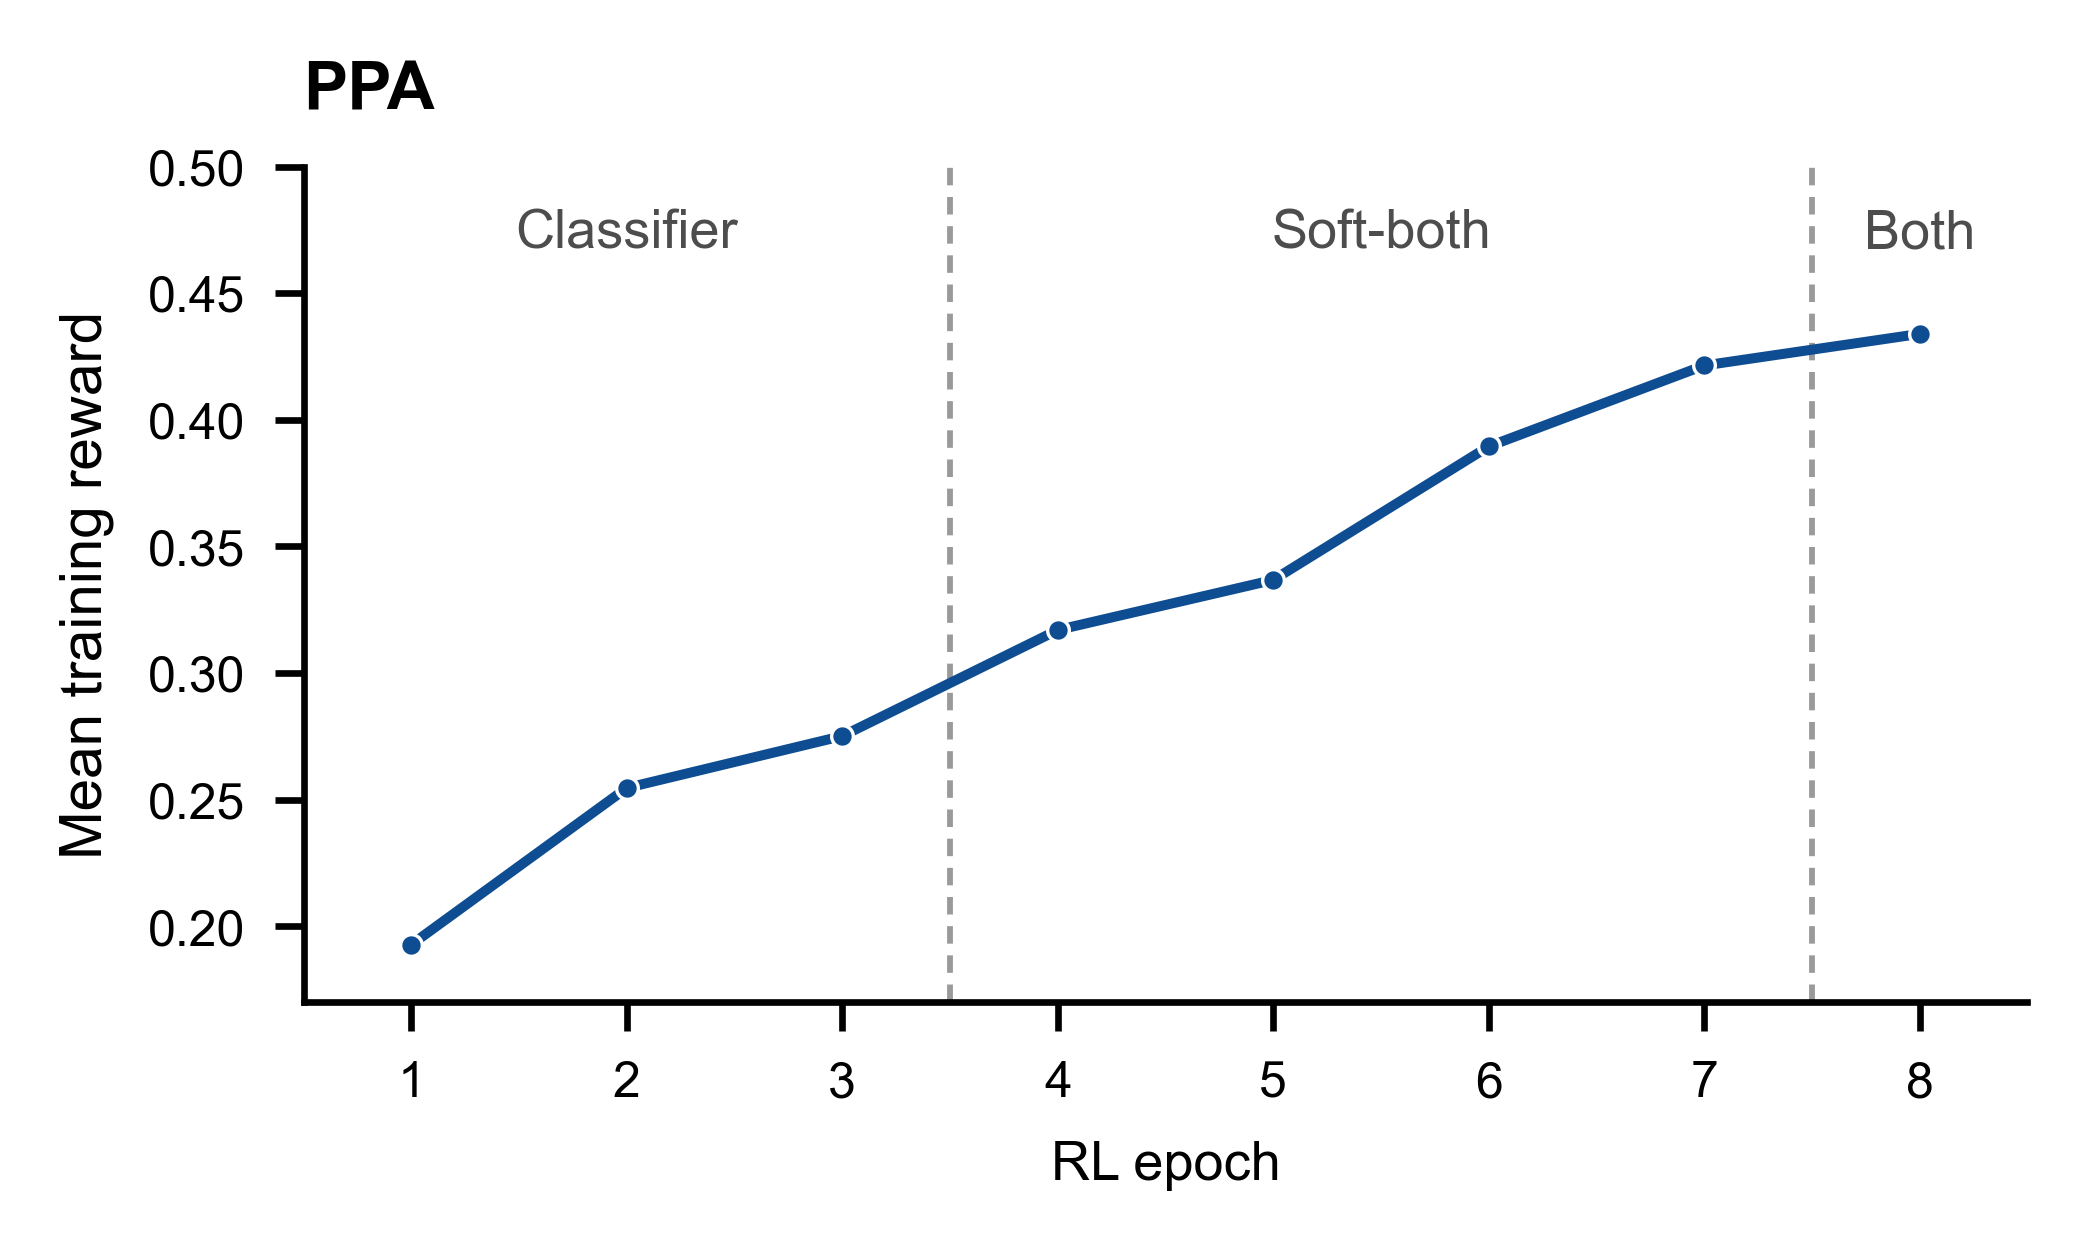 PPA
0.50
0.45
0.40
0.35
0.30
0.25
0.20
Mean training reward
Classifier
Soft-both
Both
1 2 3 4 5 6 7 8
RL epoch